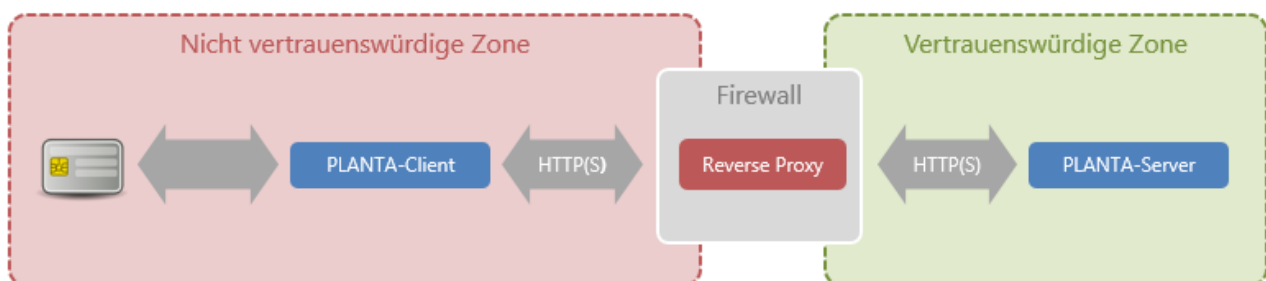 Nicht vertrauenswürdige Zone
Vertrauenswürdige Zone
Firewall
PLANTA-Client
HTTP(S)
Reverse Proxy
HTTP(S)
PLANTA-Server